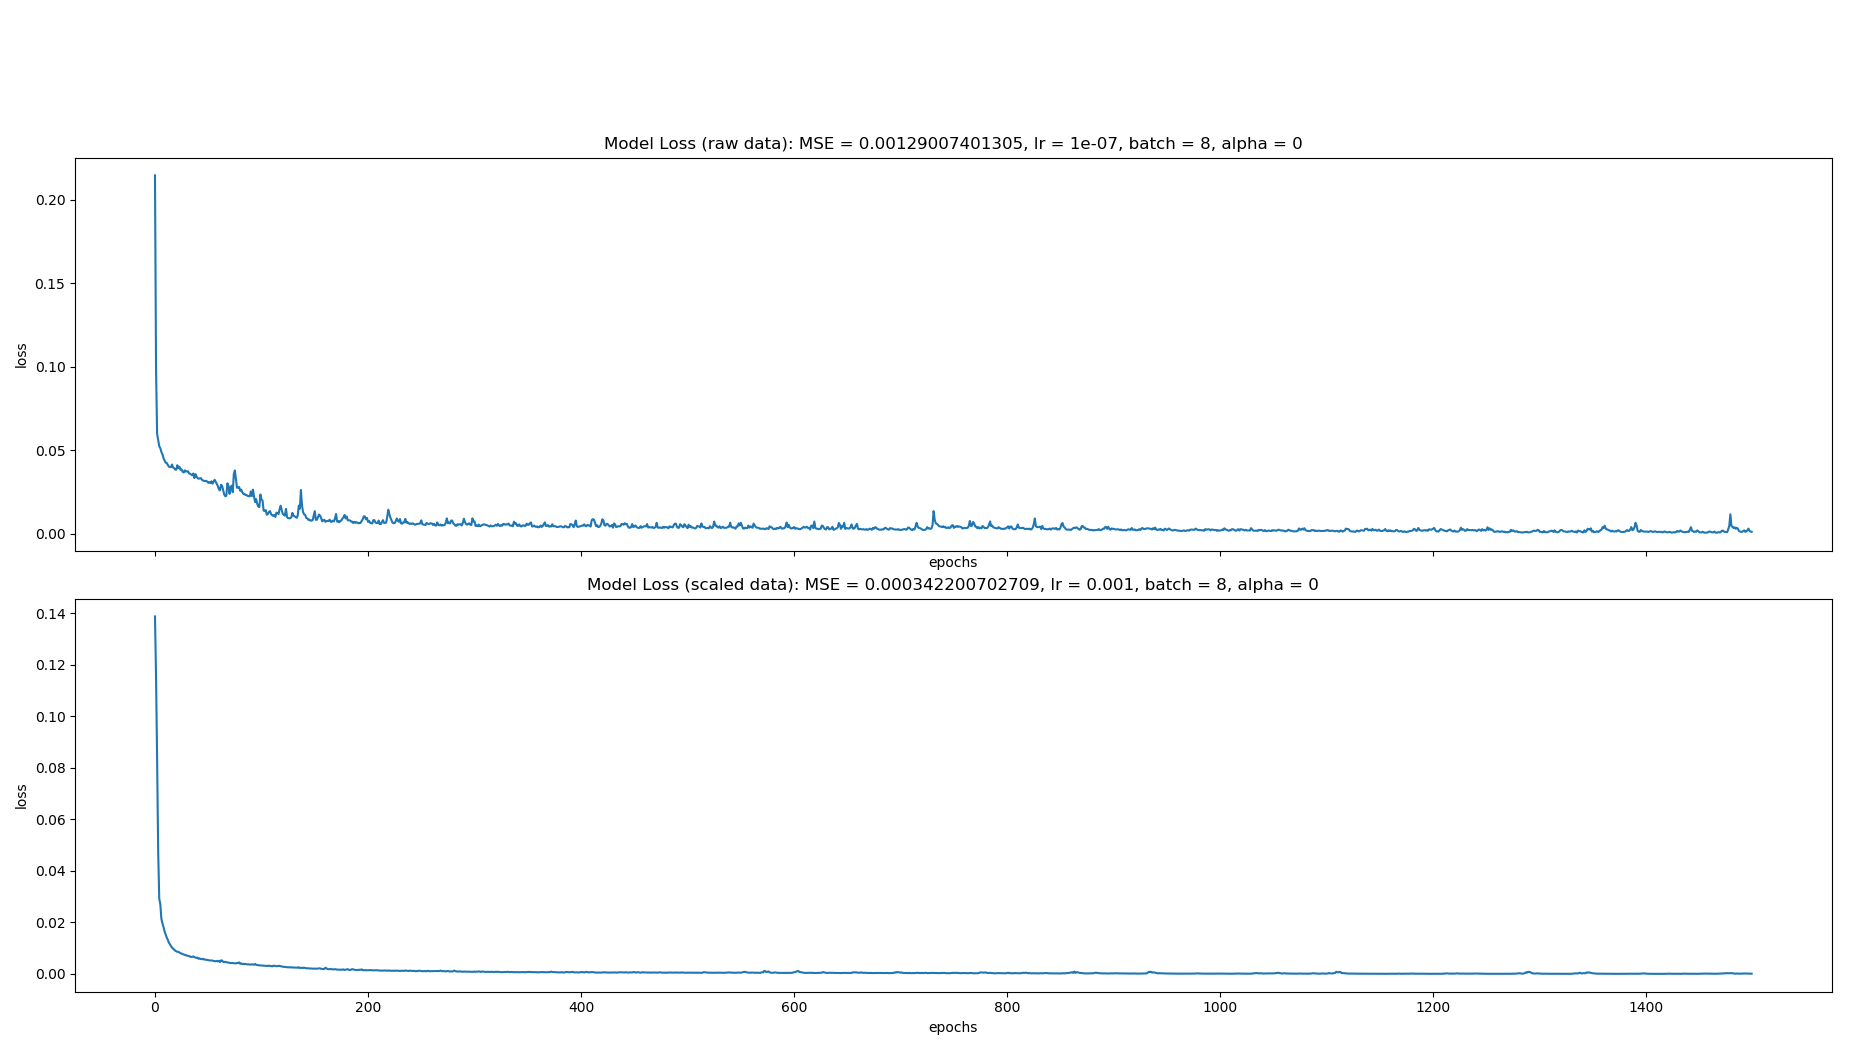 Model Loss (raw data): MSE = 0.00129007401305, lr = 1e-07, batch = 8, alpha = 0
0.20
0.15
0.10
0.05
0.00
loss
epochs
Model Loss (scaled data): MSE = 0.000342200702709, lr = 0.001, batch = 8, alpha = 0
0.14
0.12
0.10
0.08
0.06
0.04
0.02
0.00
loss
0 200 400 600 800 1000 1200 1400
epochs